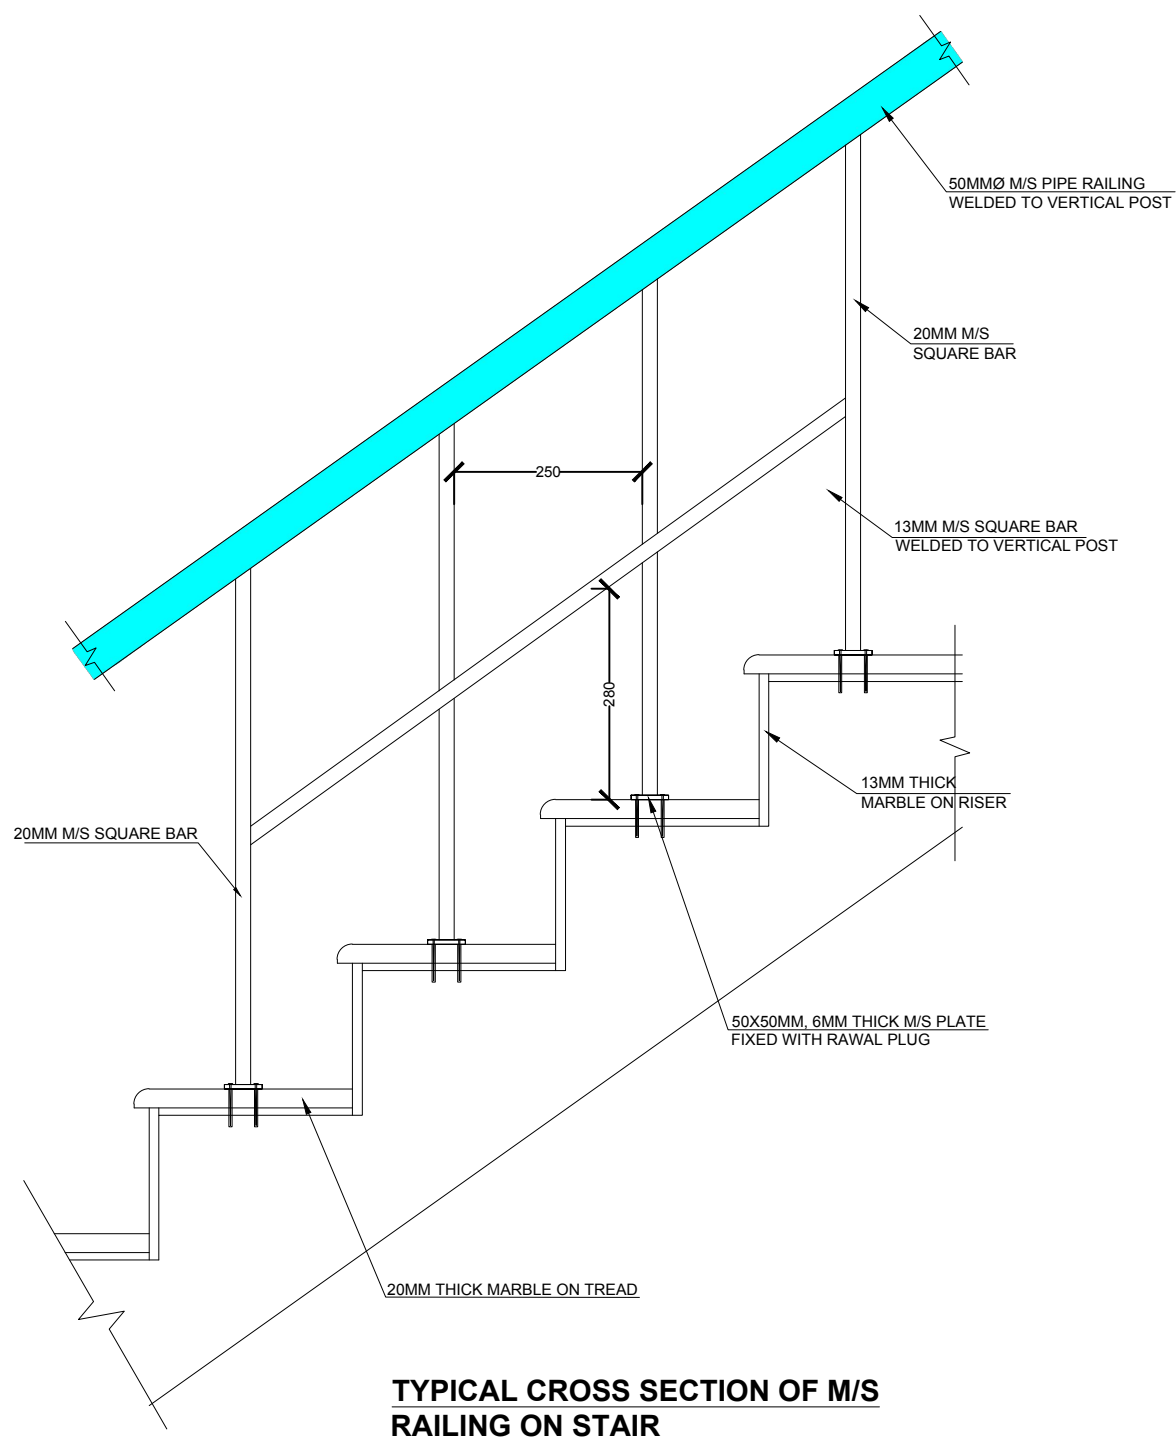 50MMØ M/S PIPE RAILING
WELDED TO VERTICAL POST
20MM M/S
SQUARE BAR
250
13MM M/S SQUARE BAR
WELDED TO VERTICAL POST
280
13MM THICK
MARBLE ON RISER
20MM M/S SQUARE BAR
50X50MM, 6MM THICK M/S PLATE
FIXED WITH RAWAL PLUG
20MM THICK MARBLE ON TREAD
TYPICAL CROSS SECTION OF M/S
RAILING ON STAIR